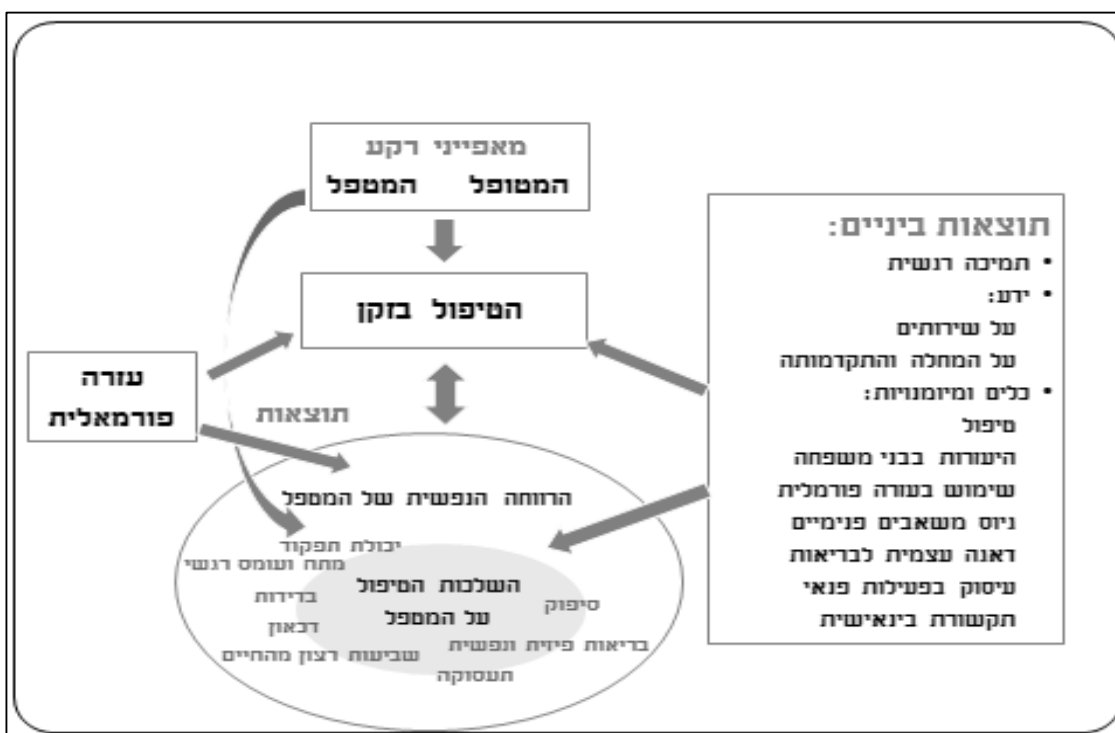 מאפייני רקע
המטופל המטפל
תוצאות ביניים:
• תמיכה רגשית
• ידע:
על שירותים
על המחלה והתקדמותה
• כלים ומיומנויות:
טיפול
היעזרות בבני משפחה
שימוש בעזרה פורמלית
גיוס משאבים פנימיים
דאגה עצמית לבריאות
עיסוק בפעילות פנאי
תקשורת בינאישית
הטיפול בזקן
עזרה
פורמאלית
תוצאות
הרווחה הנפשית של המטפל
יכולת תפקוד
מתח ועומס רגשי
השלכות הטיפול
על המטפל
סיפוק
בדידות
דכאון
בריאות פיזית ונפשית
שביעות רצון מהחיים
תעסוקה